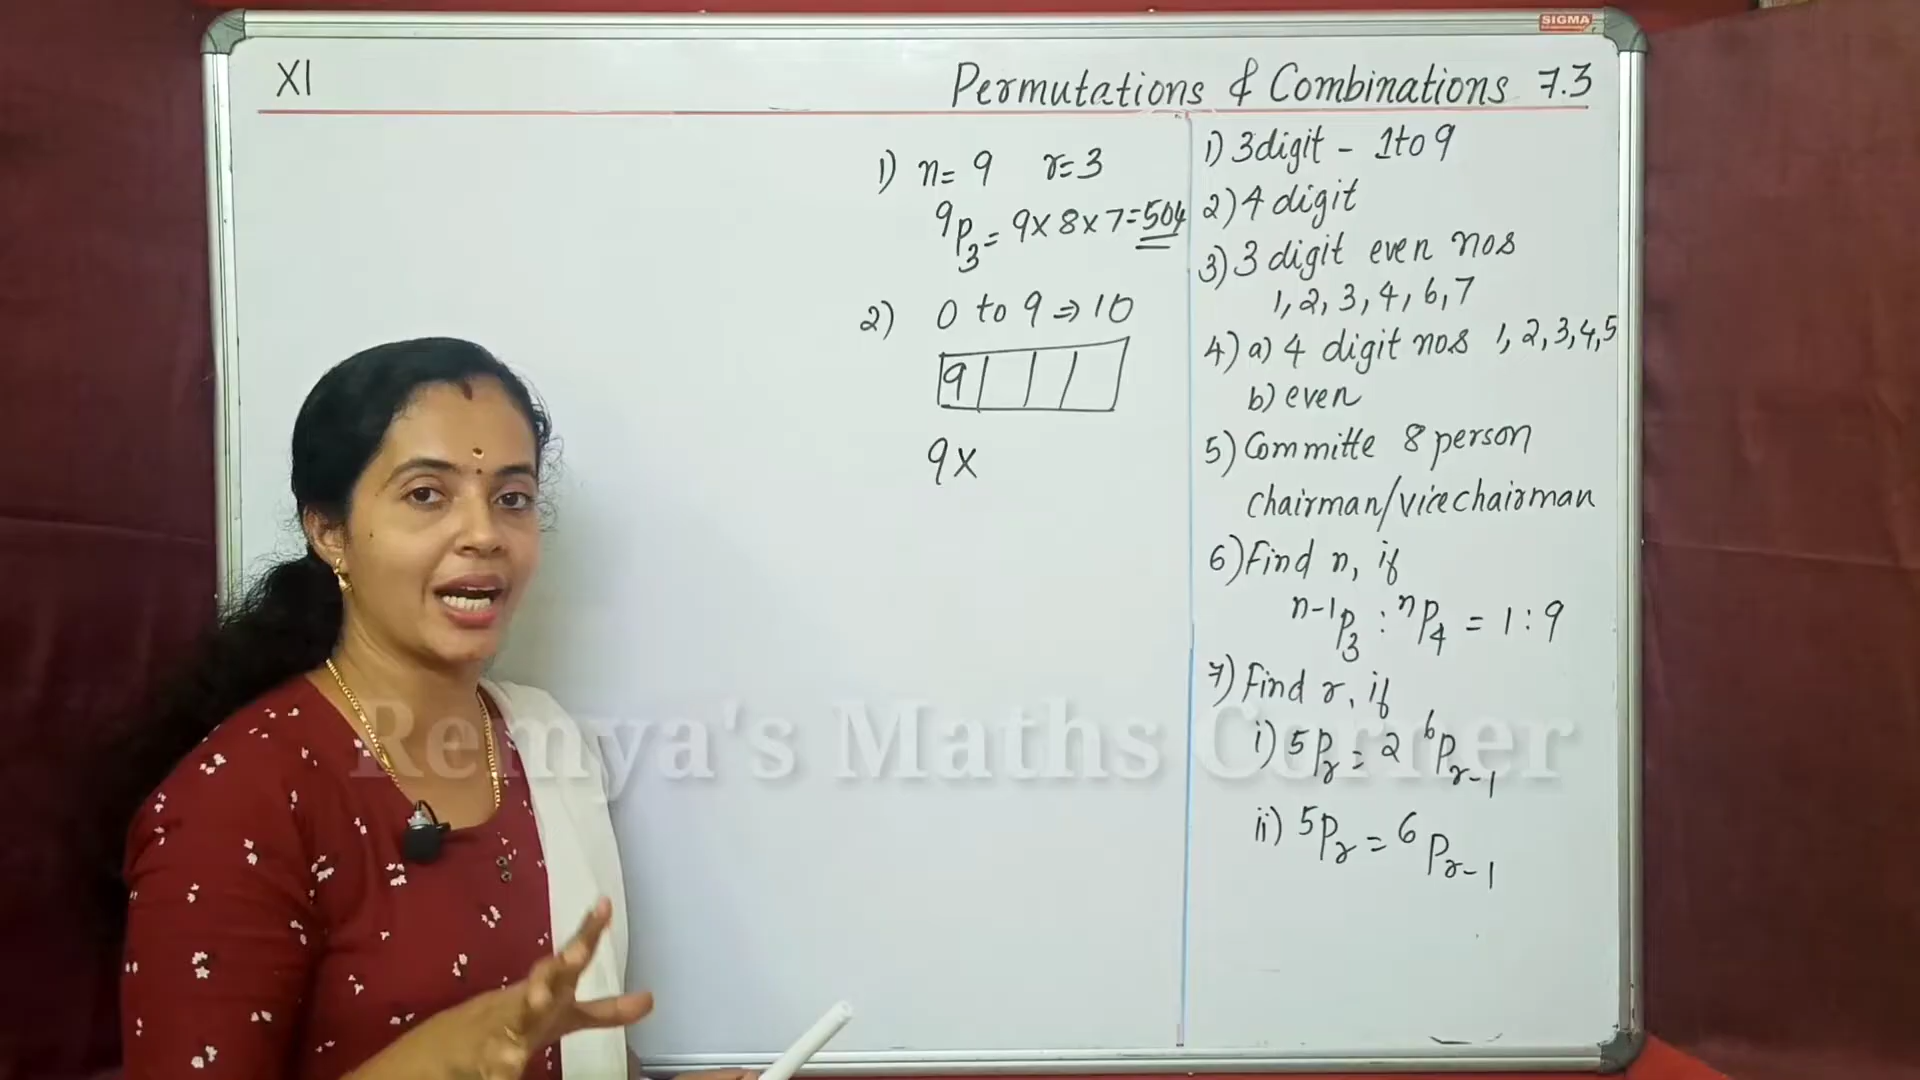 SIGMA
XI
Permutations & Combinations 7.3
1) n= 9 r=3
9P3 = 9x 8 x 7=504
2) 0 to 9 ⇒ 10
9
9x
1) 3digit - 1to 9
2) 4 digit
3) 3 digit even nos
1, 2, 3, 4, 6, 7
4) a) 4 digit nos 1, 2, 3, 4, 5
b) even
5) Committe 8 person
Chairman/vicechairman
6) Find n, if
n-1P3 : nP4 = 1 : 9
7) Find r, if
i) 5Pr = 2 6Pr-1
ii) 5Pr = 6Pr-1
Remya's Maths Corner